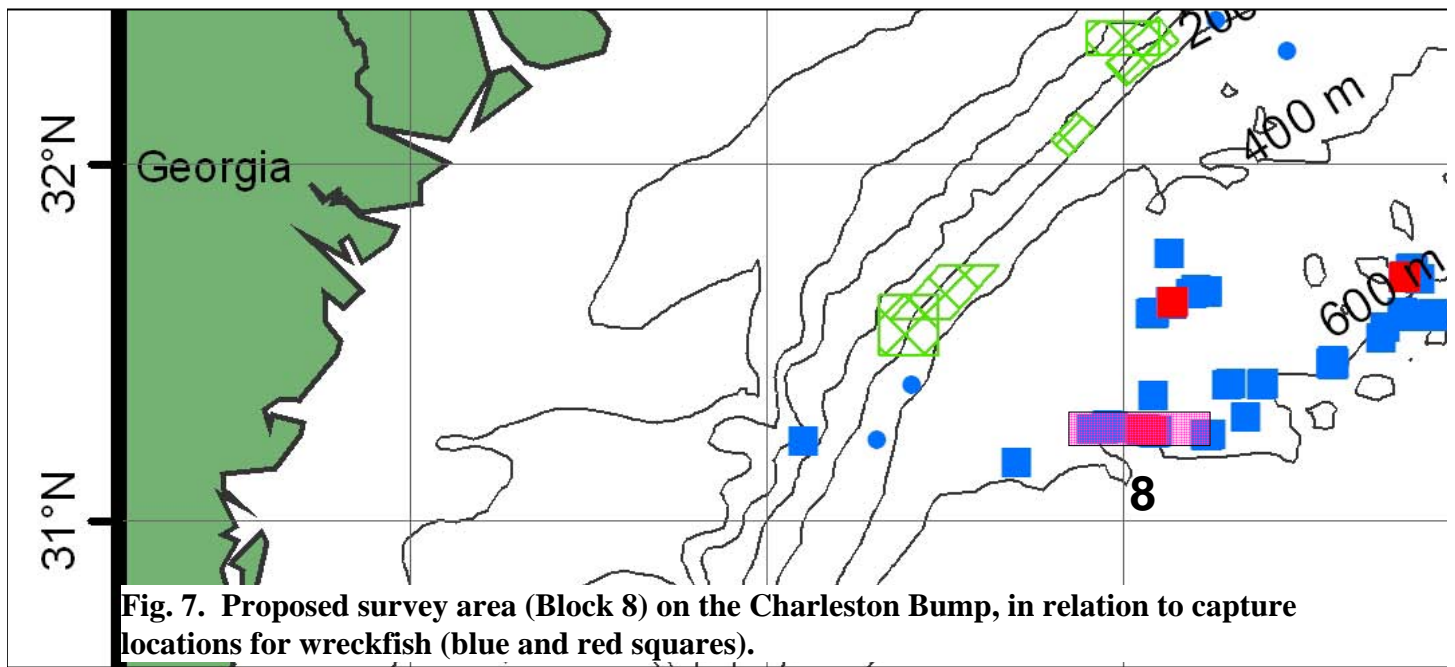 200
400 m
32°N
Georgia
600 m
8
31°N
Fig. 7. Proposed survey area (Block 8) on the Charleston Bump, in relation to capture
locations for wreckfish (blue and red squares).